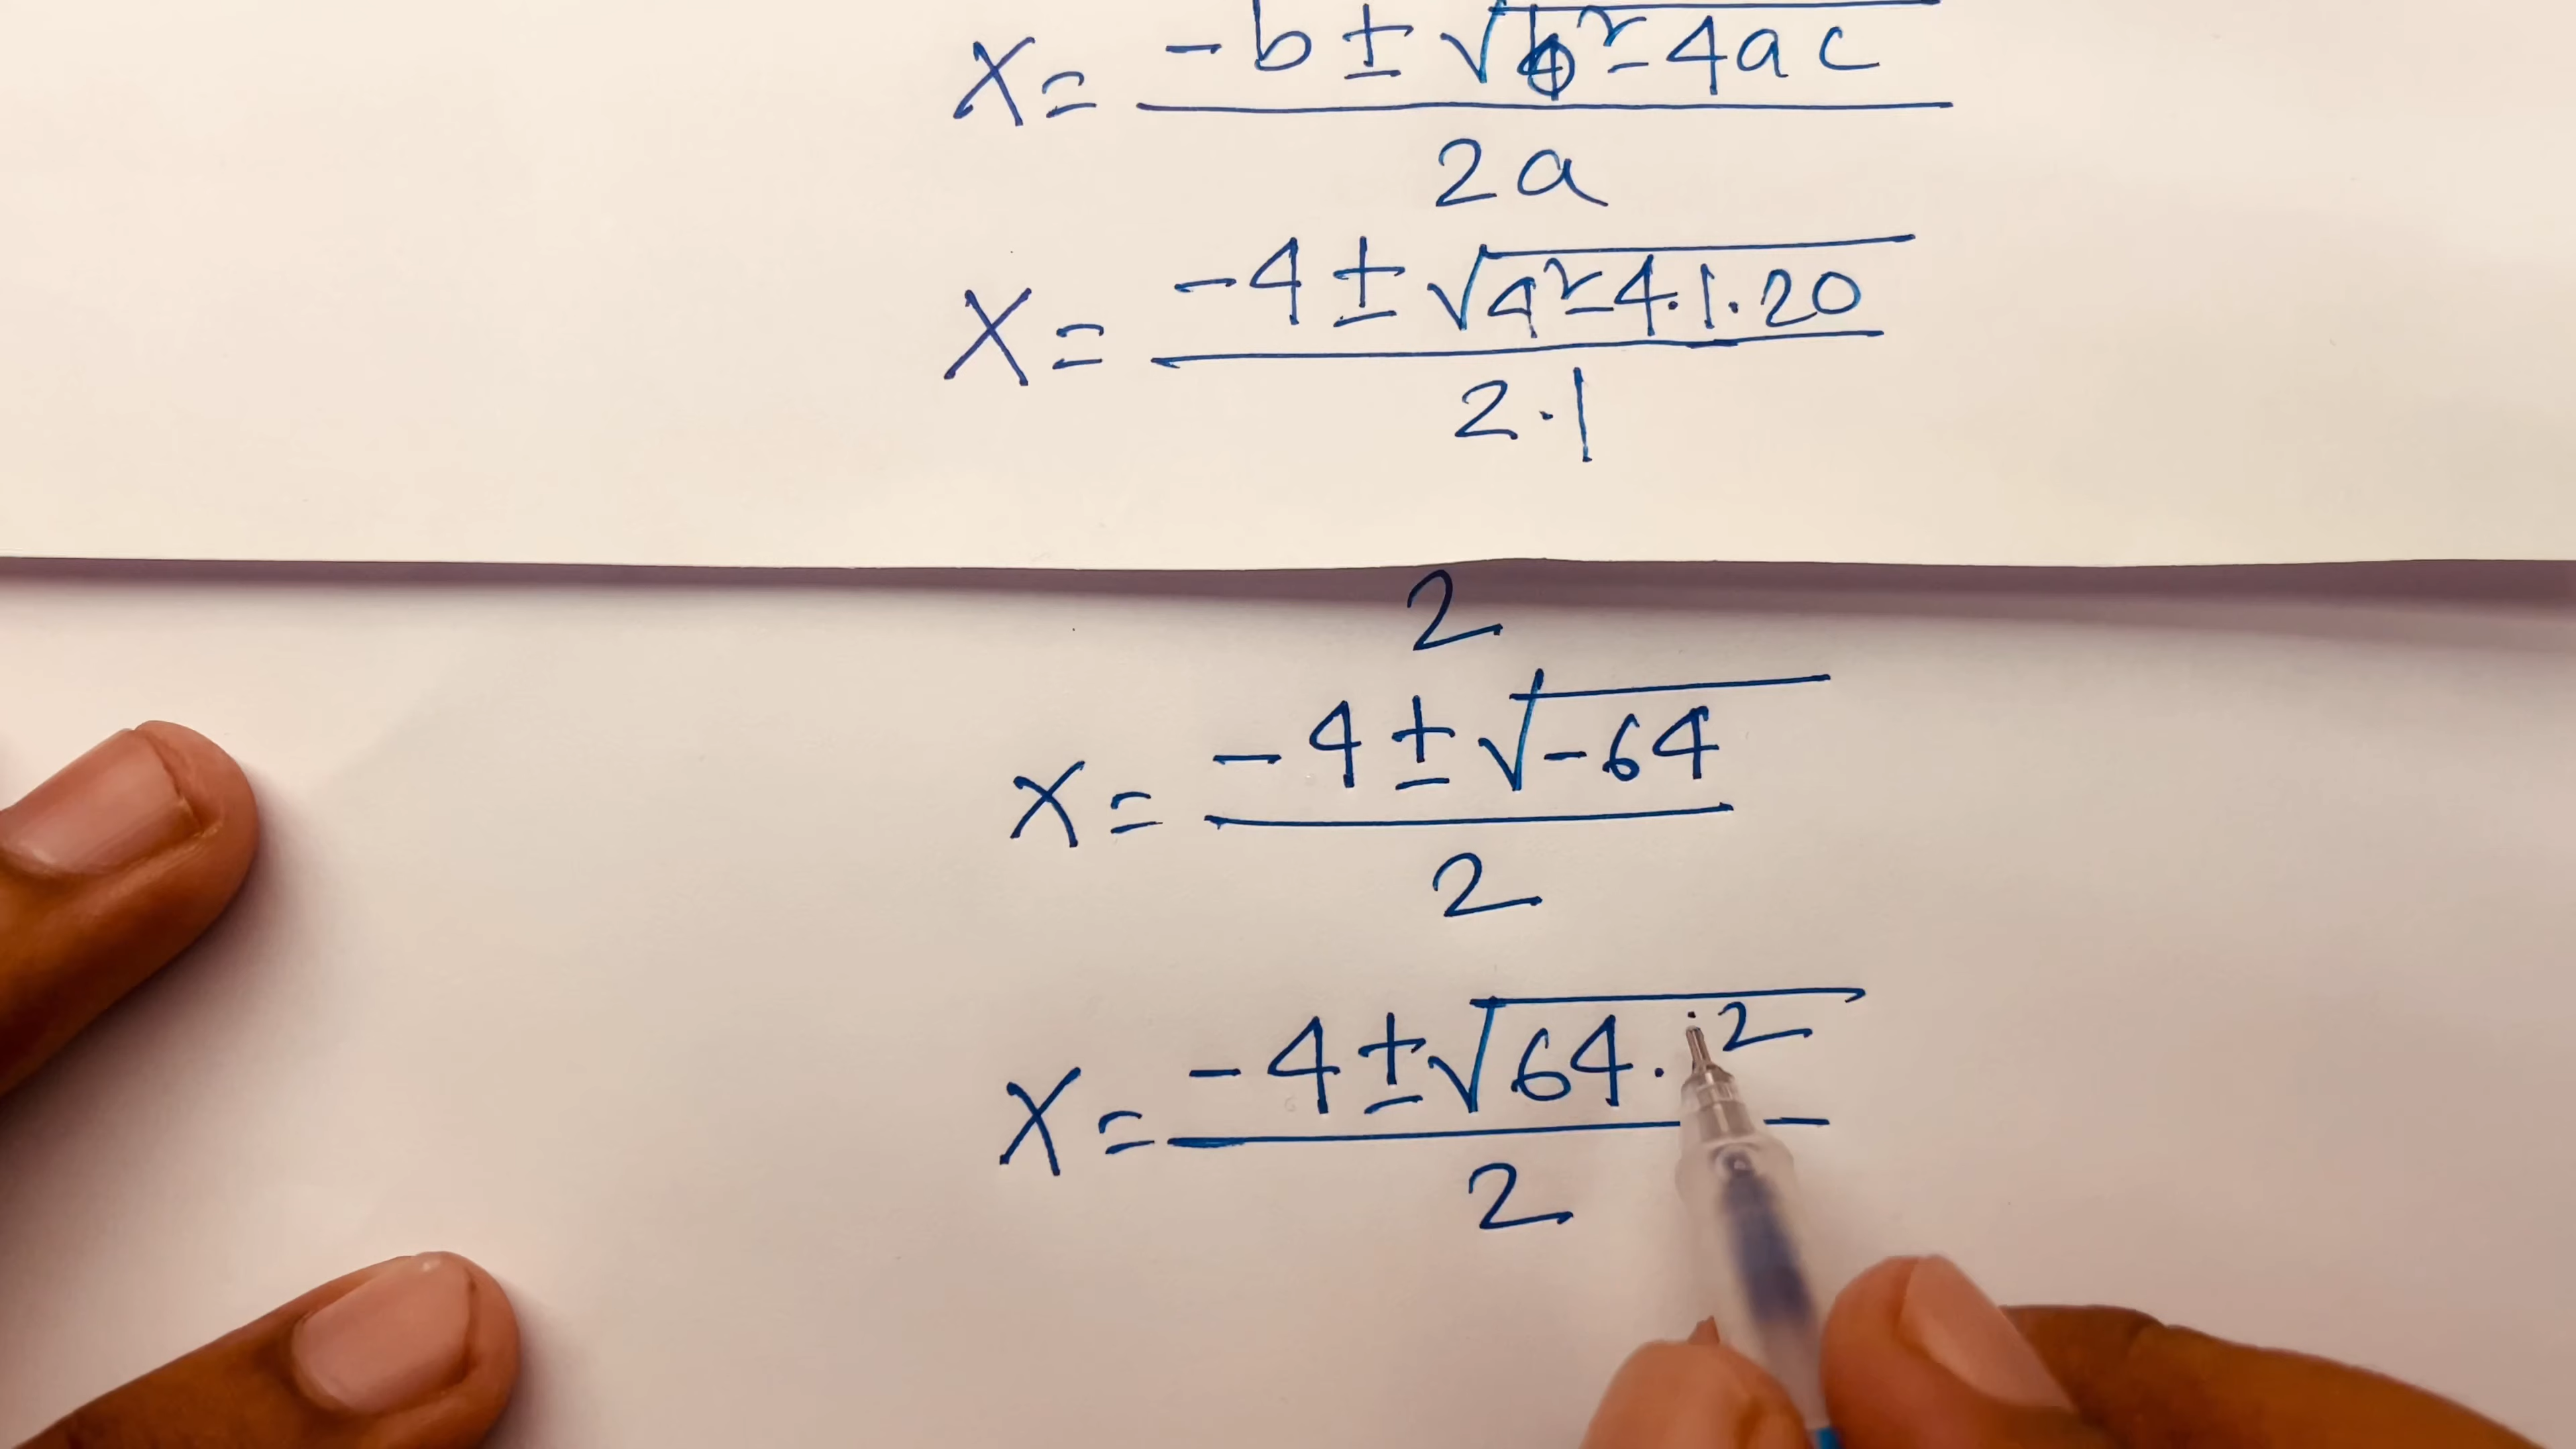 X = (-b ± √(b² - 4ac)) / 2a
X = (-4 ± √(4² - 4.1.20)) / 2.1
2
X = (-4 ± √-64) / 2
X = (-4 ± √(64.i²)) / 2